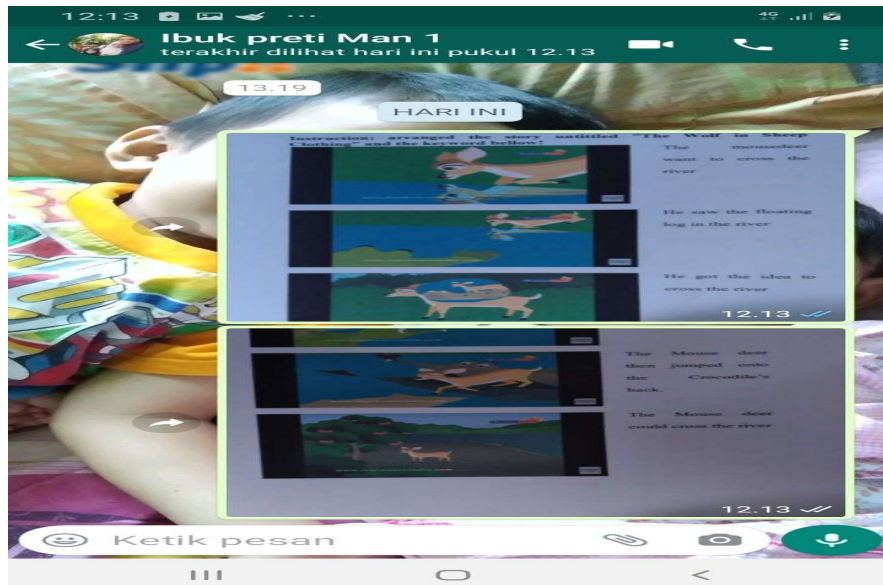 12:13
4G
Ibuk preti Man 1
terakhir dilihat hari ini pukul 12.13
13.19
HARI INI
Instruction: arranged the story untitled "The Wolf in Sheep
Clothing" and the keyword bellow!
The mousedeer
want to cross the
river
He saw the floating
log in the river
He got the idea to
cross the river
12.13
The Mouse deer
then jumped onto
the Crocodile's
back.
The Mouse deer
could cross the river
12.13
Ketik pesan